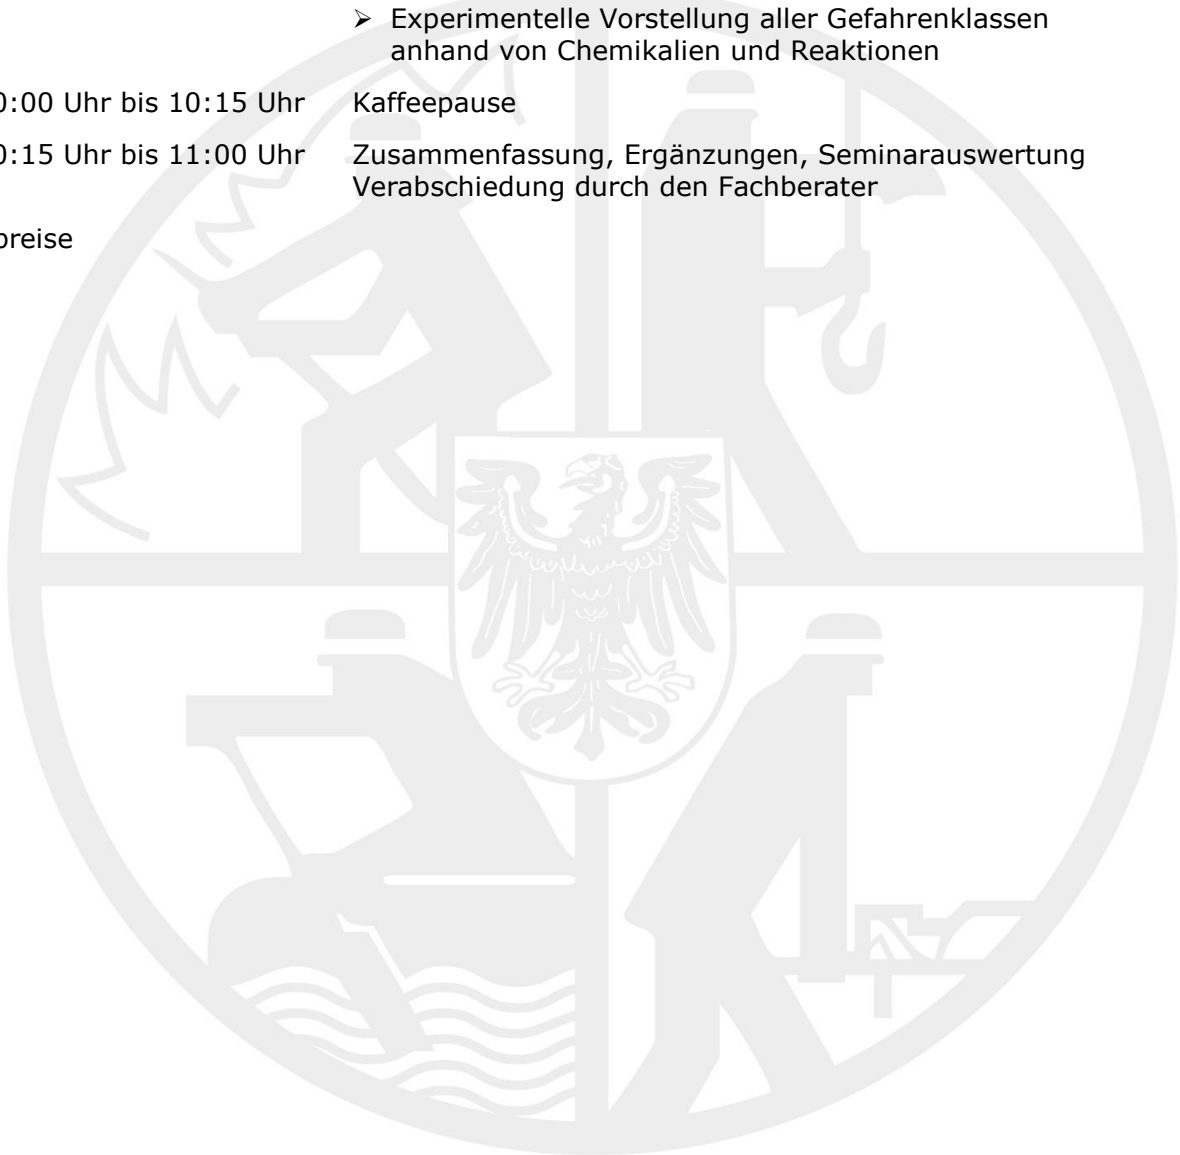 ➢ Experimentelle Vorstellung aller Gefahrenklassen
anhand von Chemikalien und Reaktionen
0:00 Uhr bis 10:15 Uhr Kaffeepause
0:15 Uhr bis 11:00 Uhr Zusammenfassung, Ergänzungen, Seminarauswertung
Verabschiedung durch den Fachberater
oreise